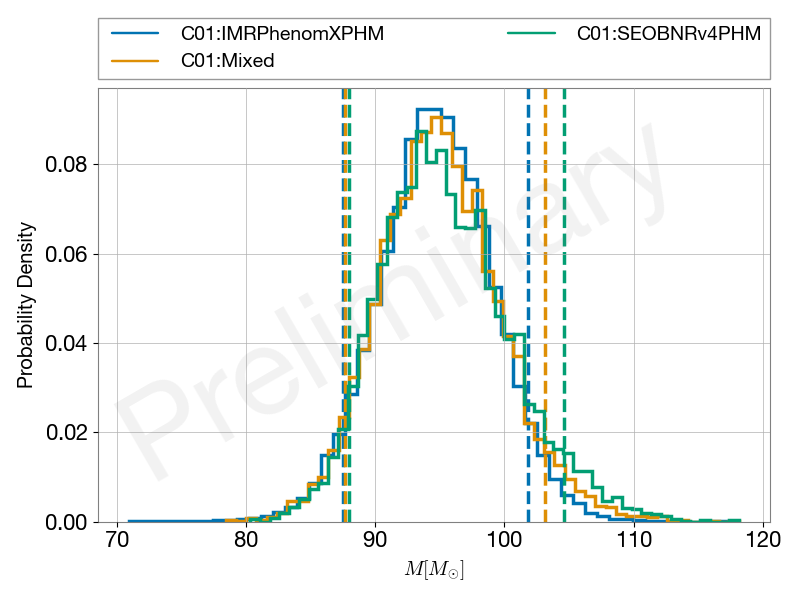 C01:IMRPhenomXPHM
C01:Mixed
C01:SEOBNRv4PHM
0.08
0.06
0.04
0.02
0.00
Probability Density
Preliminary
70 80 90 100 110 120
M[M⊙]